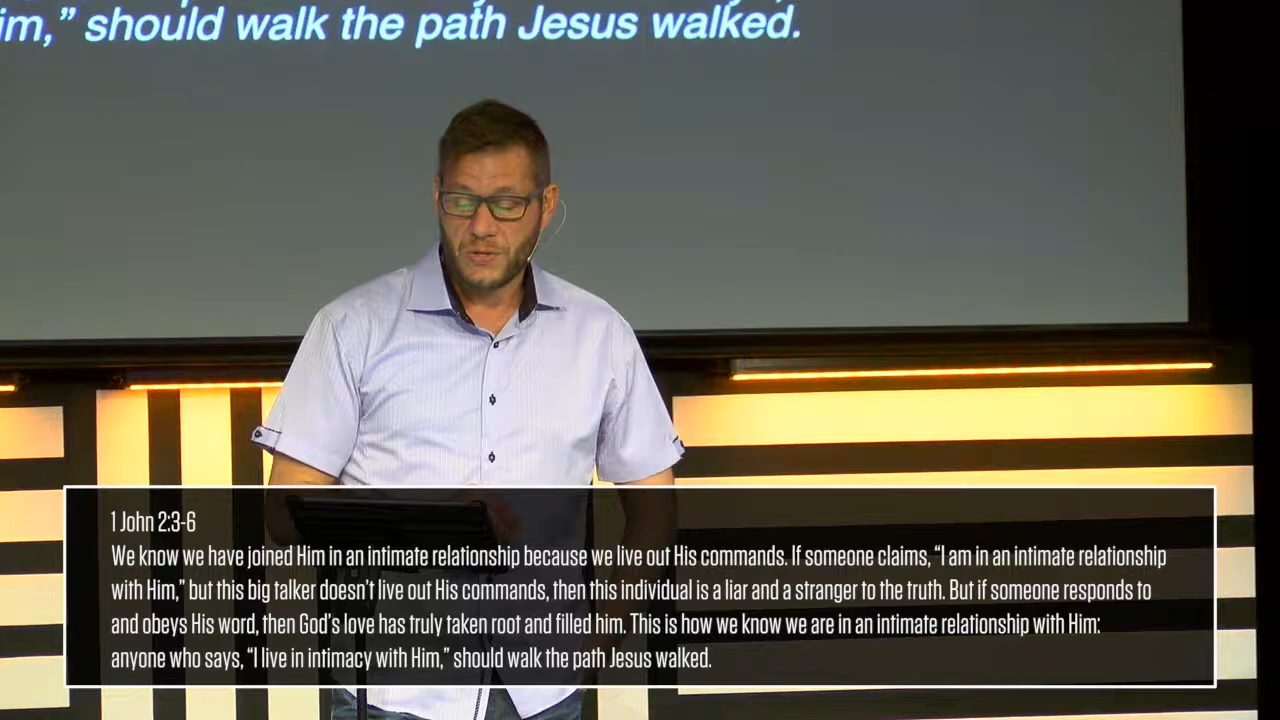 im,” should walk the path Jesus walked.
1 John 2:3-6
We know we have joined Him in an intimate relationship because we live out His commands. If someone claims, “I am in an intimate relationship
with Him,” but this big talker doesn’t live out His commands, then this individual is a liar and a stranger to the truth. But if someone responds to
and obeys His word, then God’s love has truly taken root and filled him. This is how we know we are in an intimate relationship with Him:
anyone who says, “I live in intimacy with Him,” should walk the path Jesus walked.